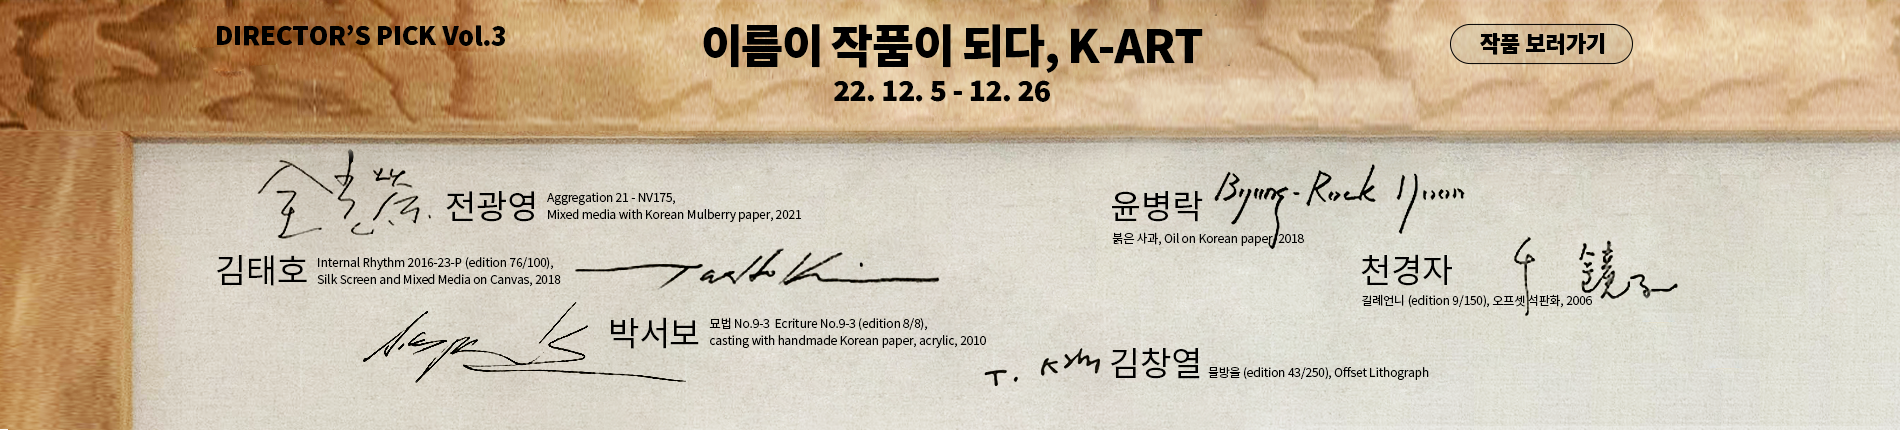 DIRECTOR'S PICK Vol.3
이름이 작품이 되다, K-ART
22. 12. 5 - 12. 26
작품 보러가기
전광영
Aggregation 21 - NV175,
Mixed media with Korean Mulberry paper, 2021
윤병락
Byung-Rock Yoon
붉은 사과, Oil on Korean paper, 2018
김태호
Internal Rhythm 2016-23-P (edition 76/100),
Silk Screen and Mixed Media on Canvas, 2018
Tae Ho Kim
천경자
길례언니 (edition 9/150), 오프셋 석판화, 2006
박서보
묘법 No.9-3 Ecriture No.9-3 (edition 8/8),
casting with handmade Korean paper, acrylic, 2010
김창열
물방울 (edition 43/250), Offset Lithograph